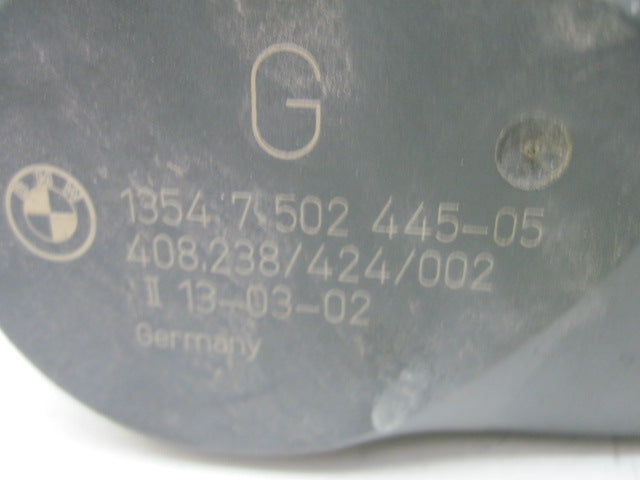 G
BMW
1354 7 502 445-05
408.238/424/002
II 13-03-02
Germany